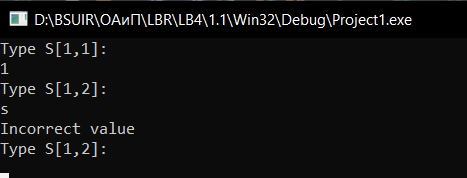 D:\BSUIR\ОАиП\LBR\LB4\1.1\Win32\Debug\Project1.exe
Type S[1,1]:
1
Type S[1,2]:
s
Incorrect value
Type S[1,2]: